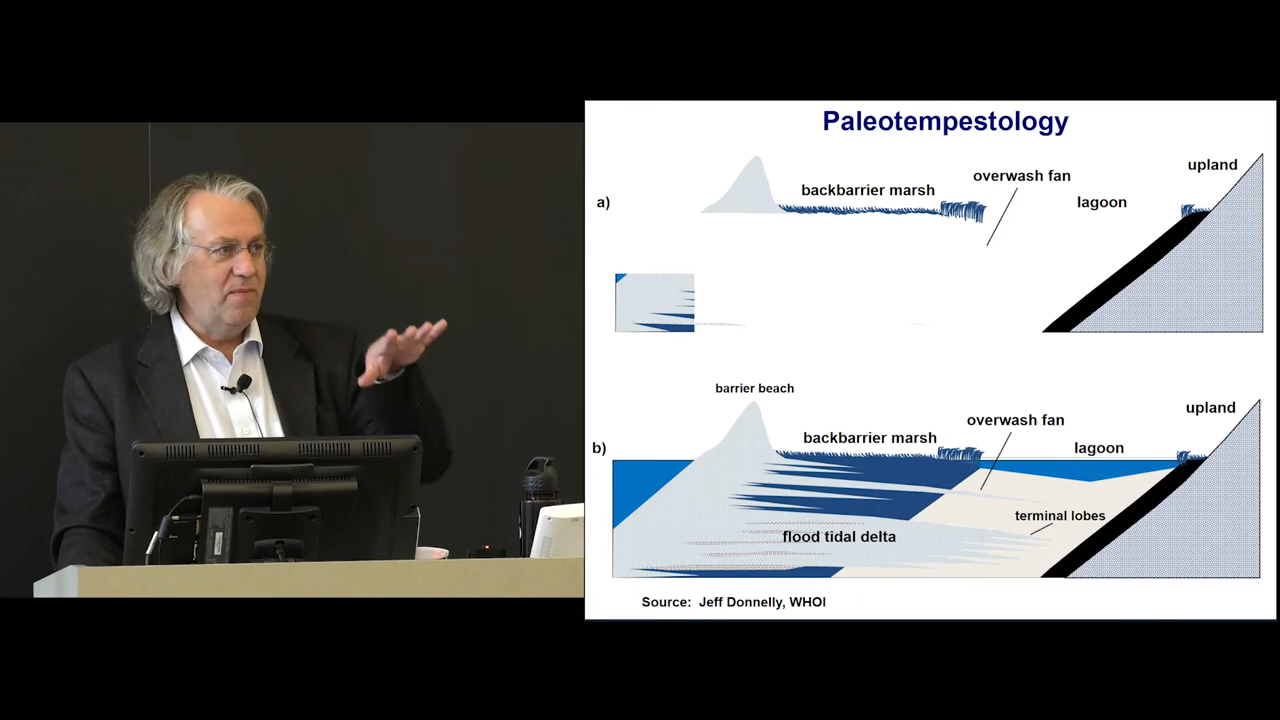 Paleotempestology
upland
overwash fan
backbarrier marsh
a)
lagoon
barrier beach
upland
overwash fan
backbarrier marsh
b)
lagoon
terminal lobes
flood tidal delta
Source: Jeff Donnelly, WHOI